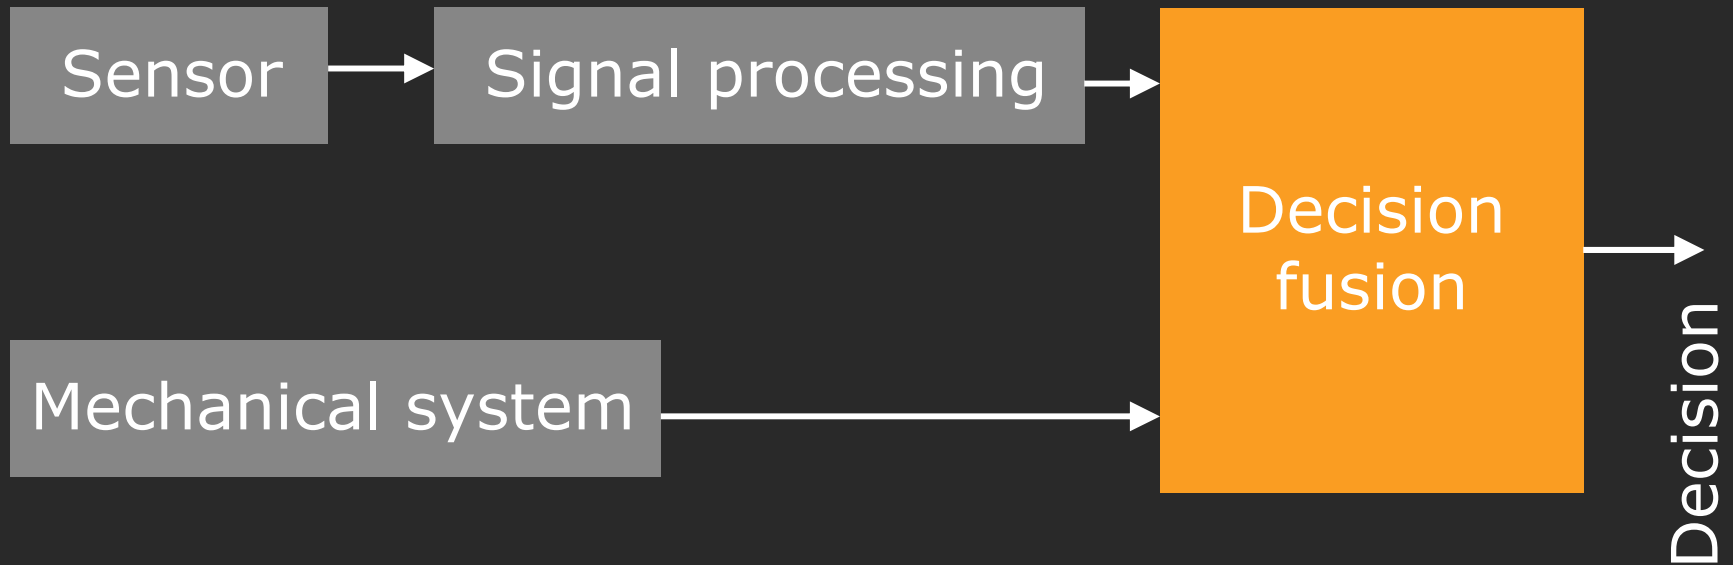 Sensor
Signal processing
Decision
fusion
Mechanical system
Decision